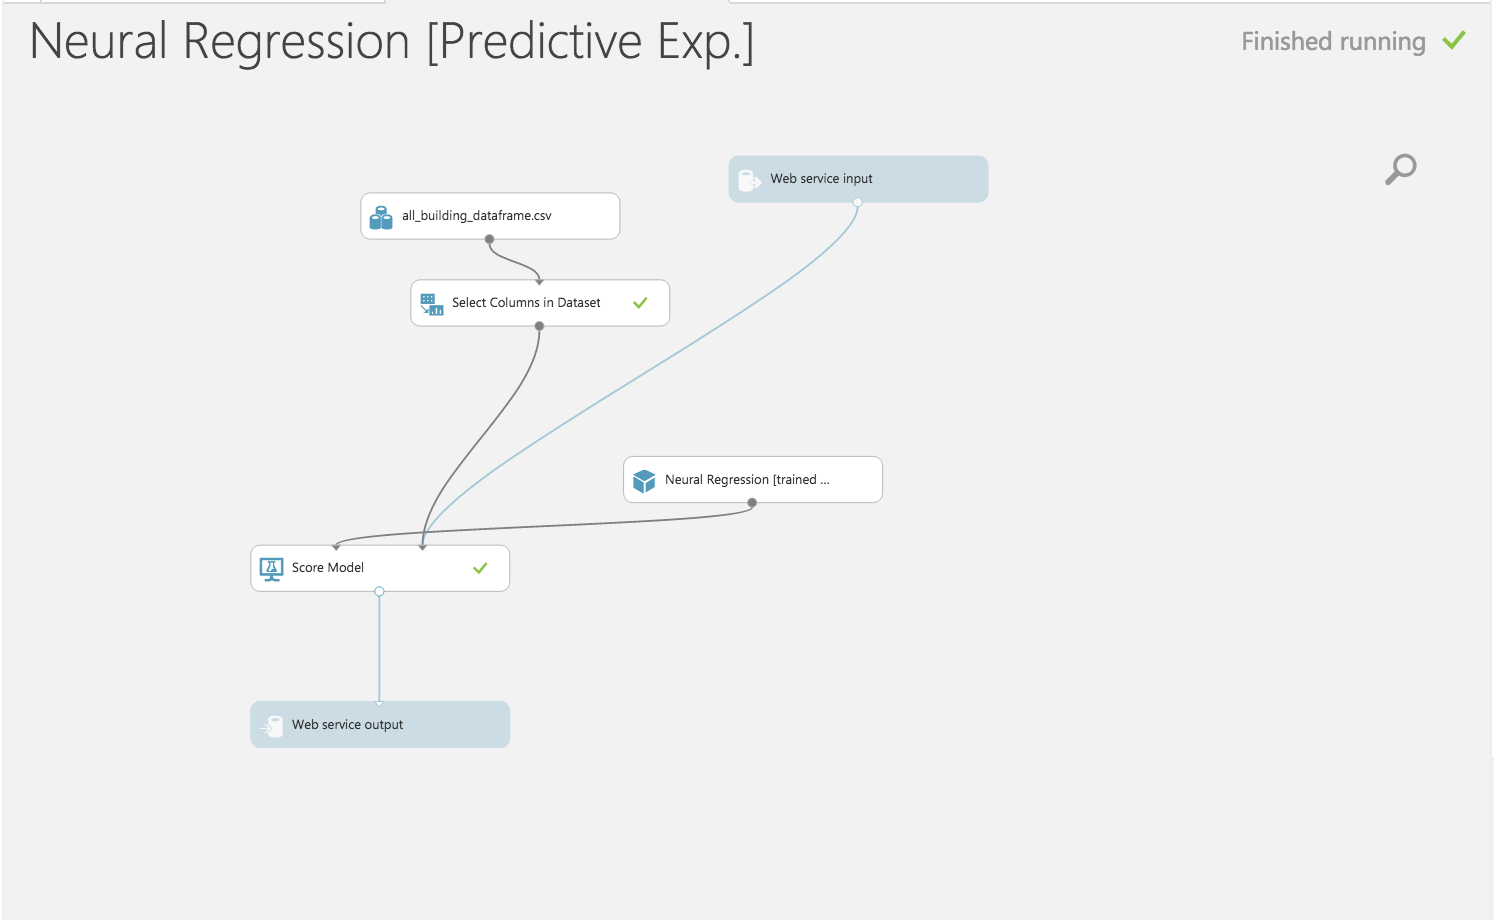 Neural Regression [Predictive Exp.]
Finished running
Web service input
all_building_dataframe.csv
Select Columns in Dataset
Neural Regression [trained ...
Score Model
Web service output